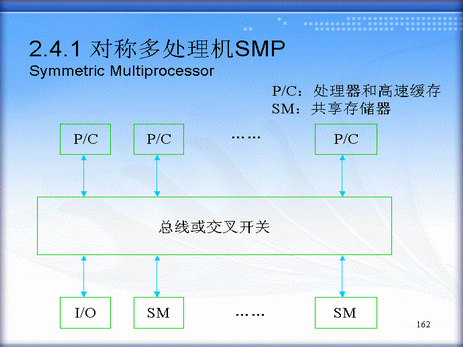 2.4.1 对称多处理机SMP
Symmetric Multiprocessor
P/C：处理器和高速缓存
SM：共享存储器
P/C P/C …… P/C
总线或交叉开关
I/O SM …… SM
162